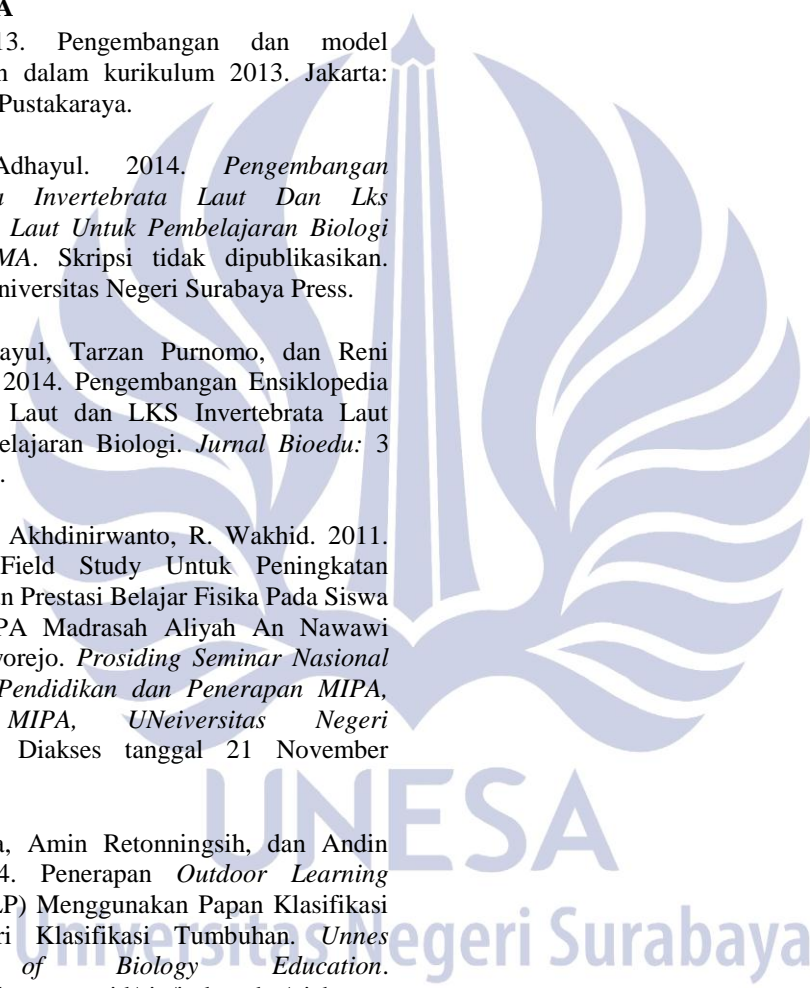 A
13. Pengembangan dan model
n dalam kurikulum 2013. Jakarta:
Pustakaraya.
Adhayul. 2014. Pengembangan
Invertebrata Laut Dan Lks
Laut Untuk Pembelajaran Biologi
MA. Skripsi tidak dipublikasikan.
niversitas Negeri Surabaya Press.
ayul, Tarzan Purnomo, dan Reni
2014. Pengembangan Ensiklopedia
Laut dan LKS Invertebrata Laut
elajaran Biologi. Jurnal Bioedu: 3
.
Akhdinirwanto, R. Wakhid. 2011.
Field Study Untuk Peningkatan
n Prestasi Belajar Fisika Pada Siswa
PA Madrasah Aliyah An Nawawi
vorejo. Prosiding Seminar Nasional
Pendidikan dan Penerapan MIPA,
MIPA, UNeiversitas Negeri
Diakses tanggal 21 November
a, Amin Retonningsih, dan Andin
4. Penerapan Outdoor Learning
LP) Menggunakan Papan Klasifikasi
ri Klasifikasi Tumbuhan. Unnes
of Biology Education.
UNESA
Universitas Negeri Surabaya